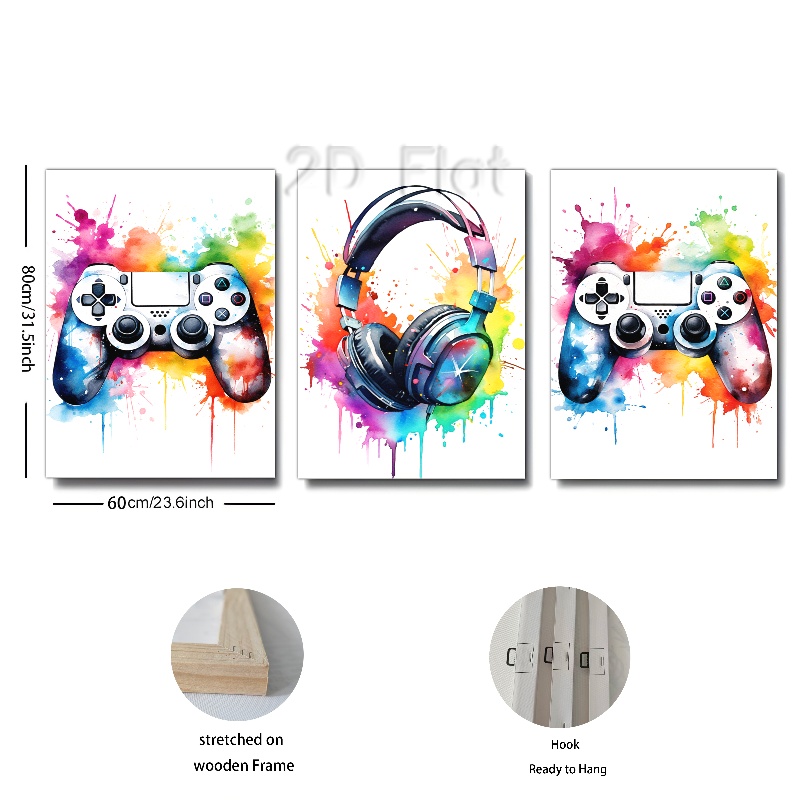 2D Flat
80cm/31.5inch
60cm/23.6inch
stretched on
wooden Frame
Hook
Ready to Hang